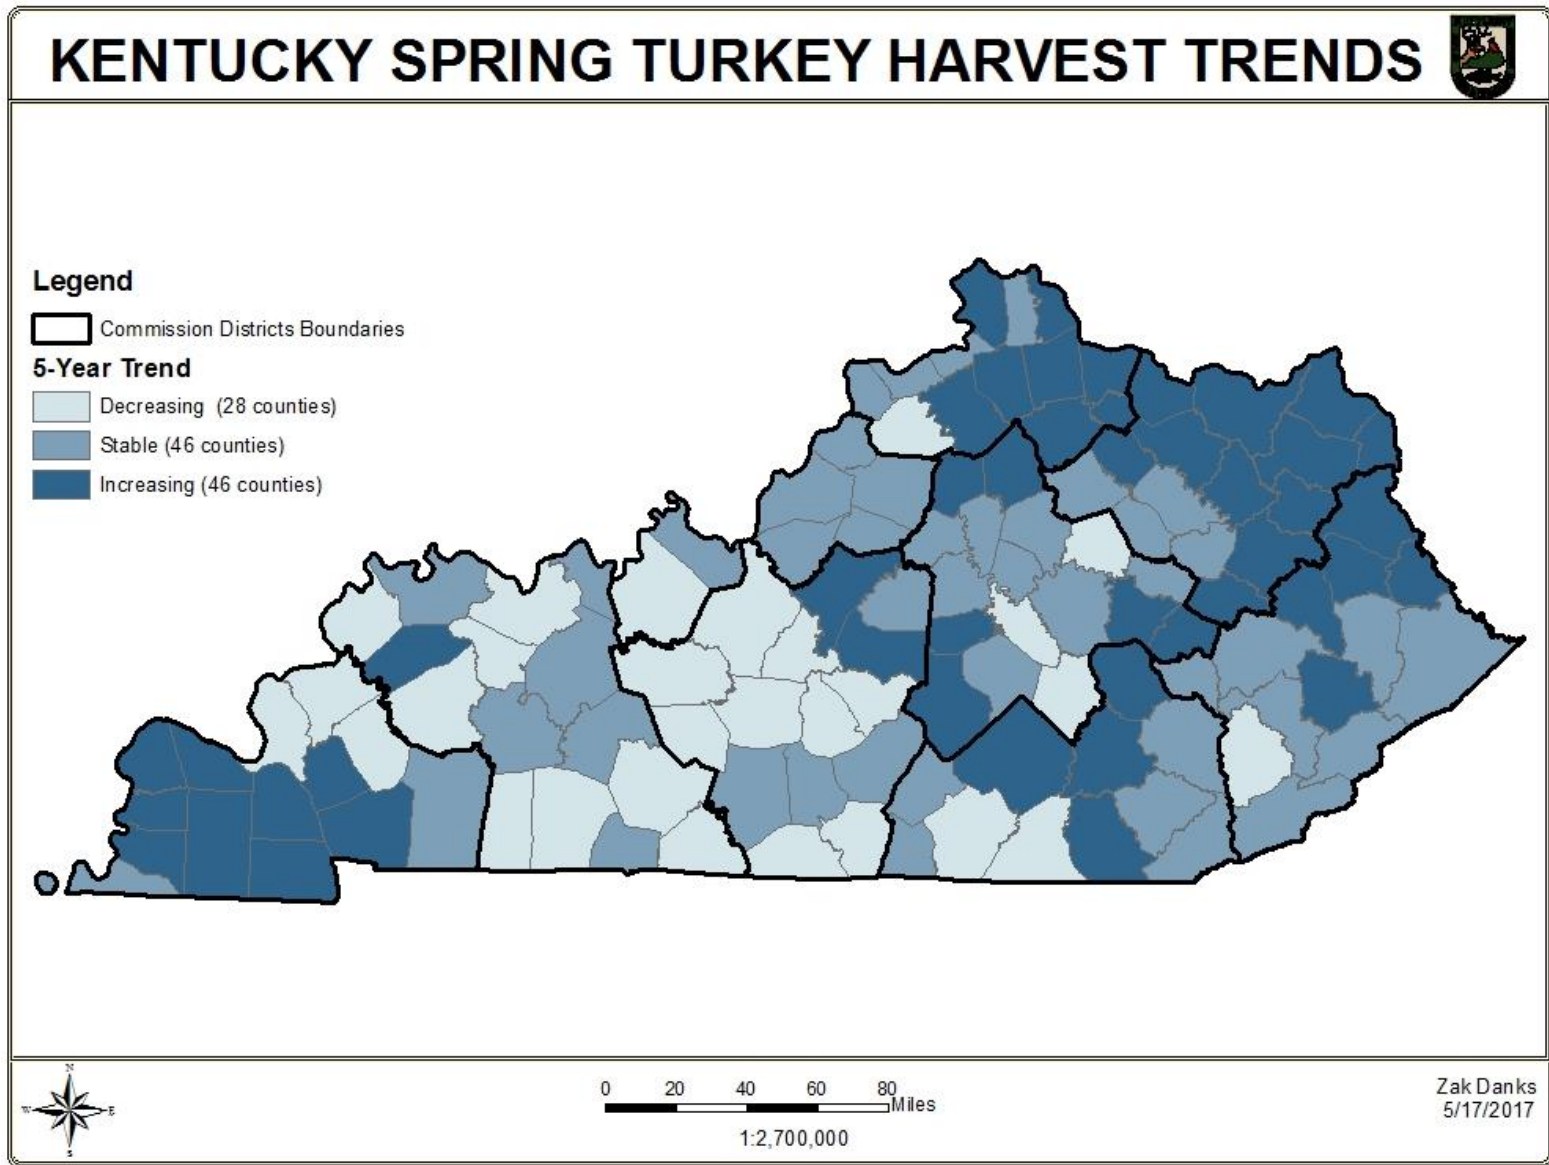 KENTUCKY SPRING TURKEY HARVEST TRENDS
Legend
Commission Districts Boundaries
5-Year Trend
Decreasing (28 counties)
Stable (46 counties)
Increasing (46 counties)
N
W E
S
0 20 40 60 80
Miles
1:2,700,000
Zak Danks
5/17/2017